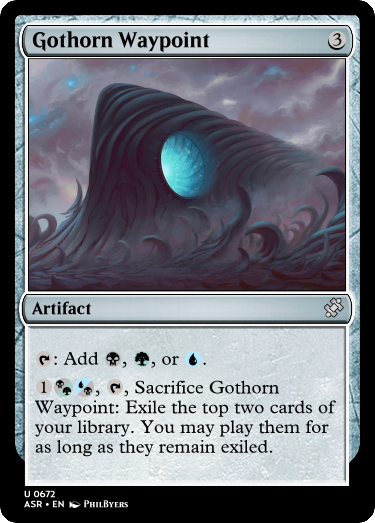 Gothorn Waypoint 3
Artifact
: Add , , or .
1 , , Sacrifice Gothorn
Waypoint: Exile the top two cards of
your library. You may play them for
as long as they remain exiled.
U 0672
ASR • EN PhilByers